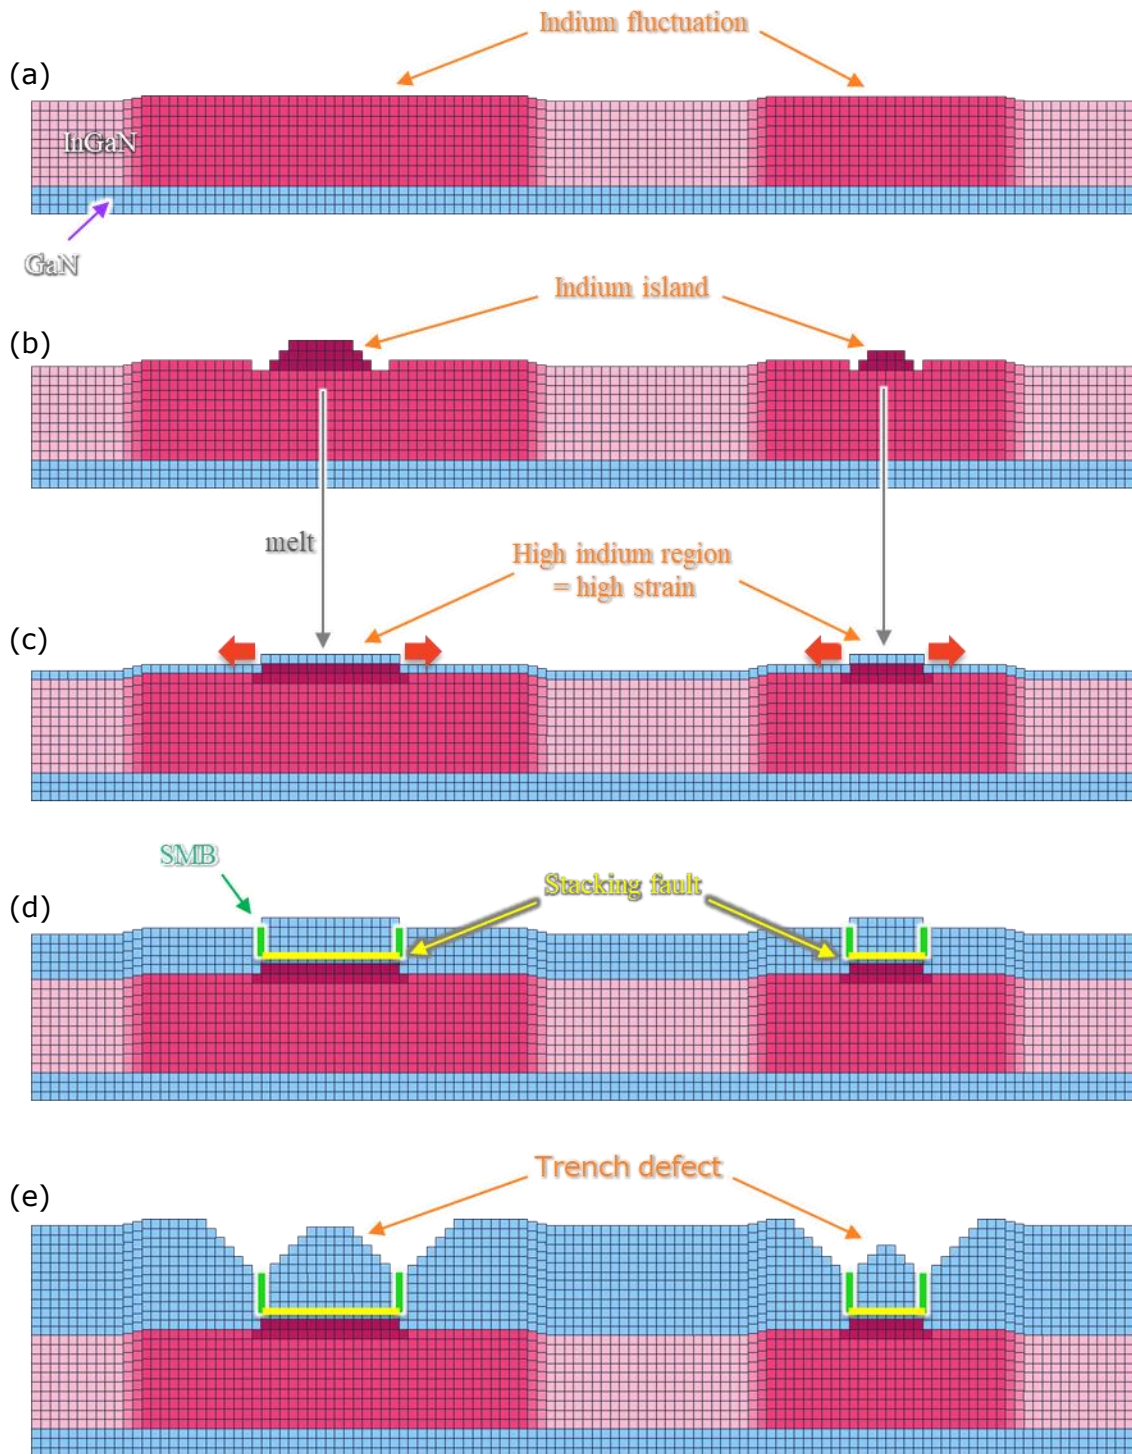 Indium fluctuation
(a)
InGaN
GaN
Indium island
(b)
melt
High indium region
= high strain
(c)
SMB
Stacking fault
(d)
Trench defect
(e)